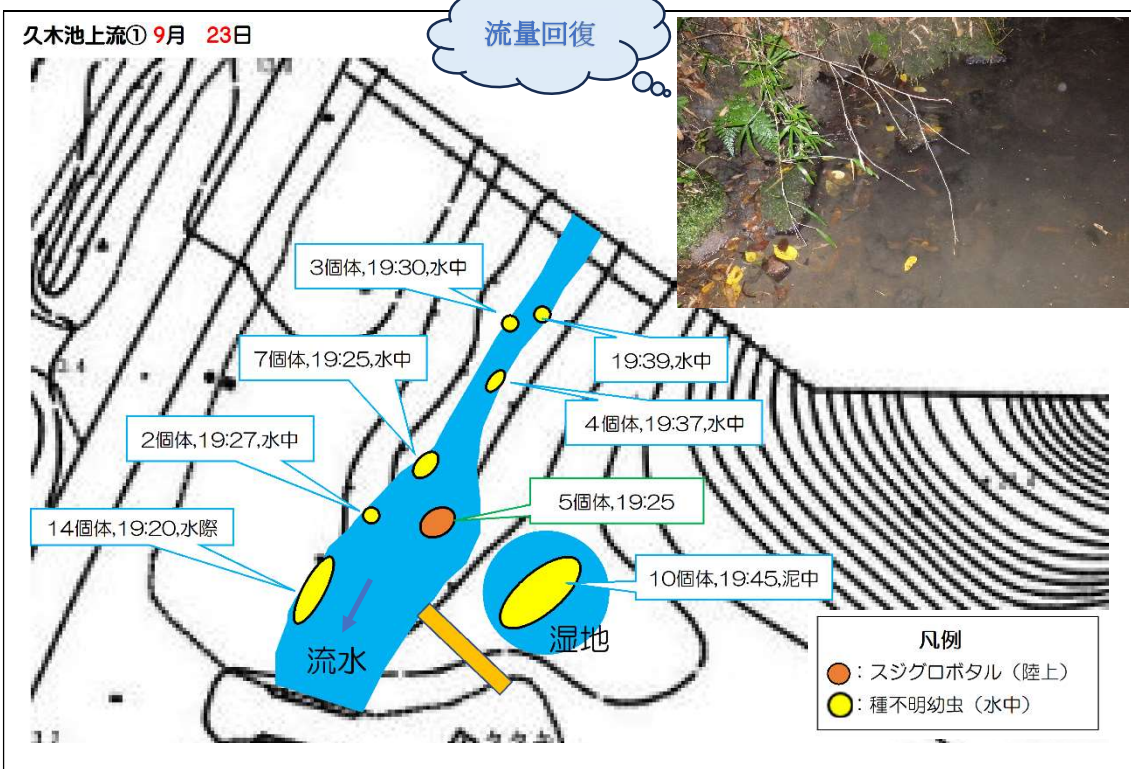 久木池上流① 9月 23日
流量回復
3個体,19:30,水中
19:39,水中
7個体,19:25,水中
4個体,19:37,水中
2個体,19:27,水中
5個体,19:25
14個体,19:20,水際
10個体,19:45,泥中
湿地
流水
凡例
：スジグロボタル（陸上）
：種不明幼虫（水中）